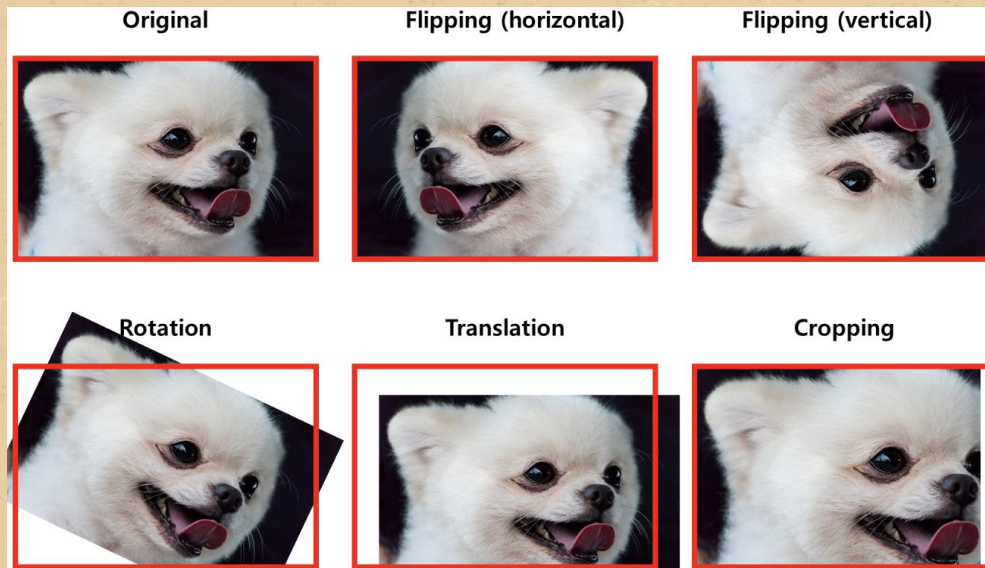 Original
Flipping (horizontal)
Flipping (vertical)
Rotation
Translation
Cropping